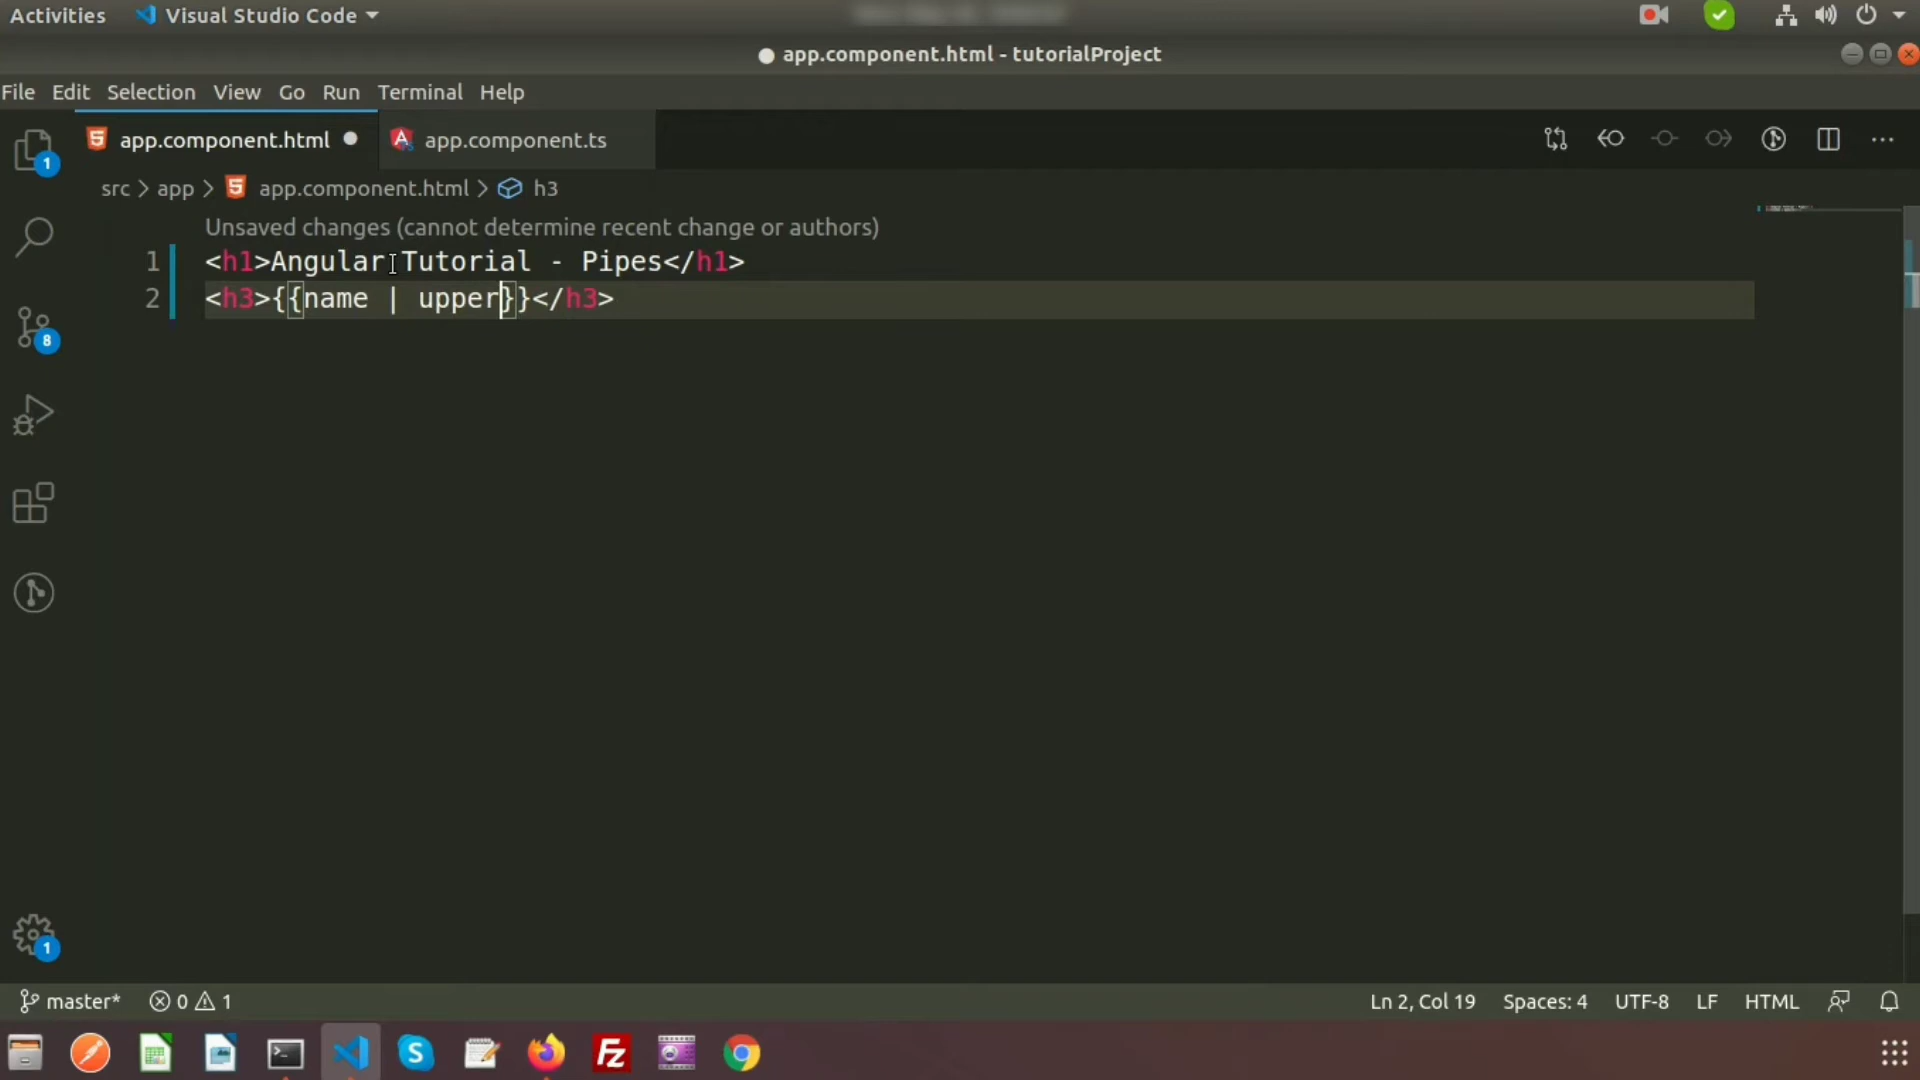 Activities Visual Studio Code
app.component.html - tutorialProject
File Edit Selection View Go Run Terminal Help
app.component.html app.component.ts
src > app > app.component.html > h3
Unsaved changes (cannot determine recent change or authors)
1 <h1>Angular Tutorial - Pipes</h1>
2 <h3>{{name | upper}}</h3>
1
8
1
master* 0 1 Ln 2, Col 19 Spaces: 4 UTF-8 LF HTML